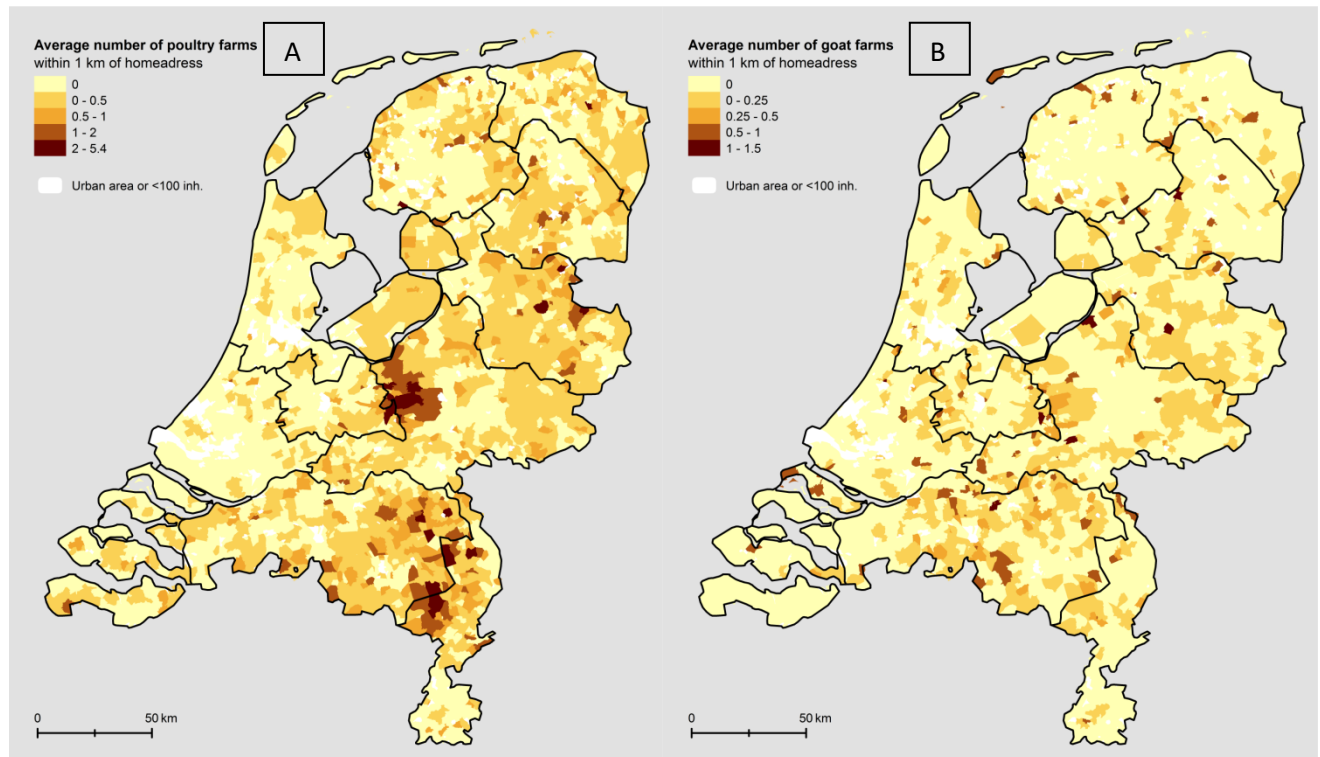 Average number of poultry farms
within 1 km of homeadress
A
0
0 - 0.5
0.5 - 1
1 - 2
2 - 5.4
Urban area or <100 inh.
0
50 km
Average number of goat farms
within 1 km of homeadress
B
0
0 - 0.25
0.25 - 0.5
0.5 - 1
1 - 1.5
Urban area or <100 inh.
0
50 km